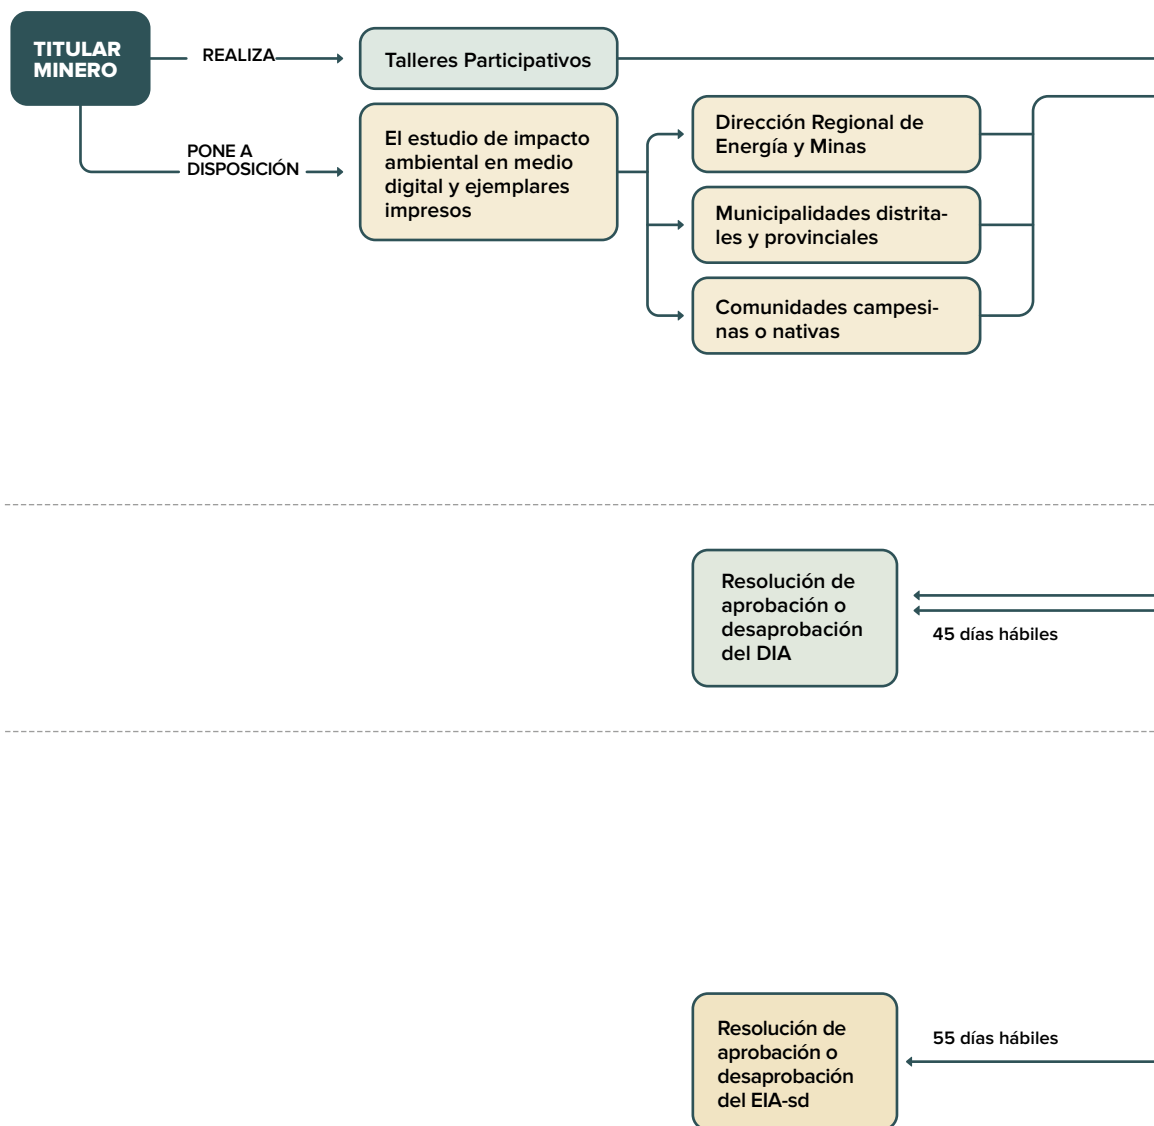 TITULAR
MINERO
REALIZA
Talleres Participativos
PONE A
DISPOSICIÓN
El estudio de impacto
ambiental en medio
digital y ejemplares
impresos
Dirección Regional de
Energía y Minas
Municipalidades distrita-
les y provinciales
Comunidades campesi-
nas o nativas
Resolución de
aprobación o
desaprobación
del DIA
45 días hábiles
Resolución de
aprobación o
desaprobación
del EIA-sd
55 días hábiles